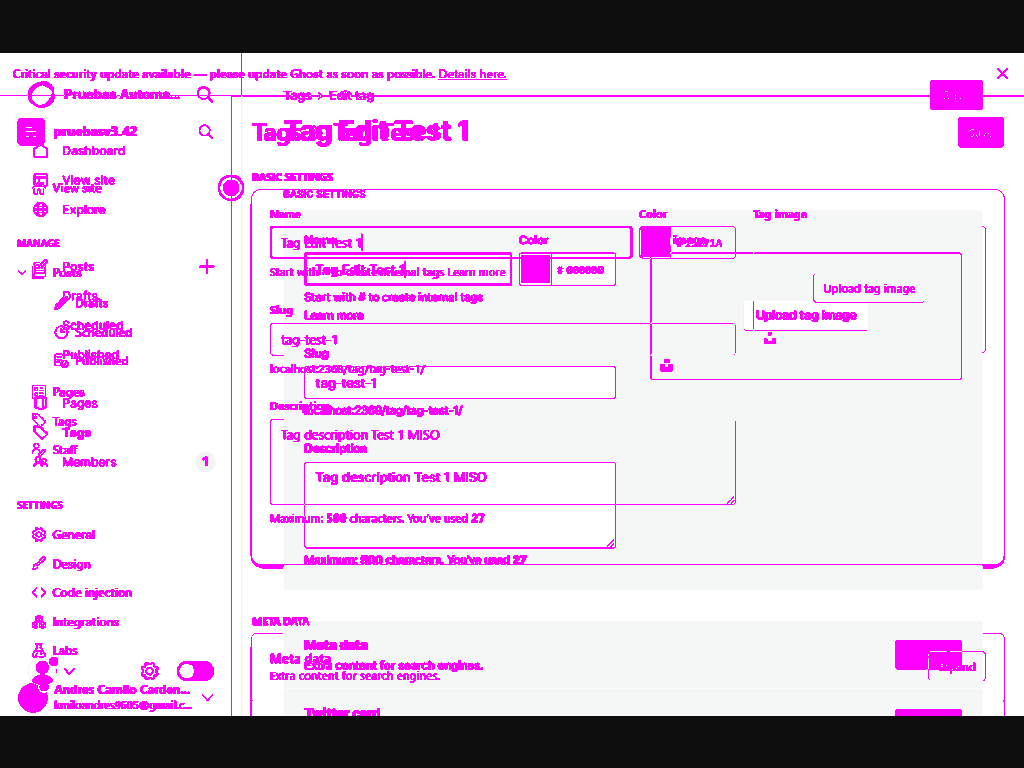 Critical security update available — please update Ghost as soon as possible. Details here.
Pruebas Automa...
Tags > Edit tag
pruebasv3.42
Tag Edit Test 1
Dashboard
View site
View site
Explore
BASIC SETTINGS
BASIC SETTINGS
Name
Color
Tag image
Tag Edit Test 1
Name
Color
Tag Edit Test 1
# 000000
MANAGE
Posts
Posts
Drafts
Drafts
Scheduled
Scheduled
Published
Published
Pages
Pages
Tags
Tags
Staff
Members
1
Start with # to create internal tags Learn more
Start with # to create internal tags
Learn more
Upload tag image
Upload tag image
Slug
tag-test-1
Slug
localhost:2368/tag/tag-test-1/
tag-test-1
localhost:2368/tag/tag-test-1/
Description
Tag description Test 1 MISO
Description
Tag description Test 1 MISO
Maximum: 500 characters. You've used 27
Maximum: 500 characters. You've used 27
SETTINGS
General
Design
Code injection
Integrations
Labs
META DATA
Meta data
Extra content for search engines.
Meta data
Extra content for search engines.
Expand
Andres Camilo Carden...
kmiloandres9605@gmail.c...
Twitter card